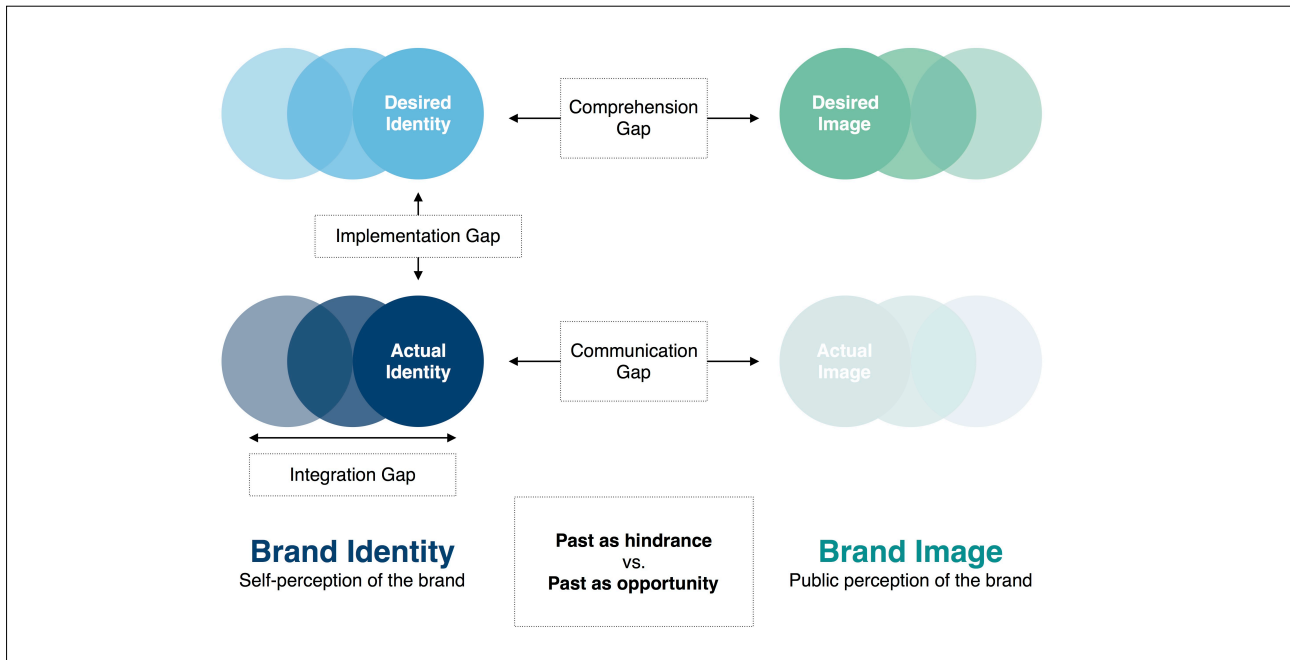 Desired
Identity
Comprehension
Gap
Desired
Image
Implementation Gap
Actual
Identity
Communication
Gap
Actual
Image
Integration Gap
Brand Identity
Self-perception of the brand
Past as hindrance
vs.
Past as opportunity
Brand Image
Public perception of the brand